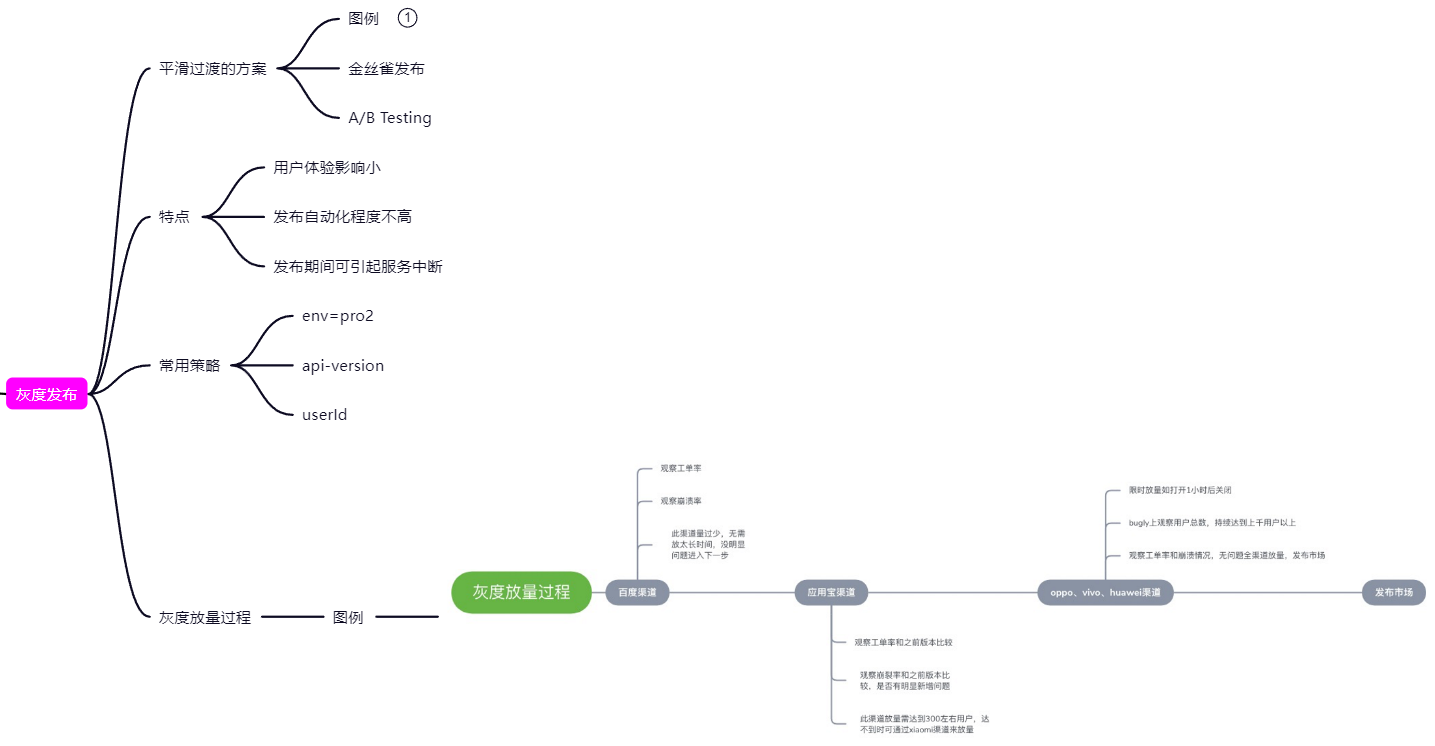 图例 ①
平滑过渡的方案
金丝雀发布
A/B Testing
用户体验影响小
特点
发布自动化程度不高
发布期间可引起服务中断
env=pro2
常用策略
api-version
userId
灰度发布
灰度放量过程
图例
灰度放量过程
观察工单率
观察崩溃率
此渠道量过少，无需
放太长时间，没明显
问题进入下一步
百度渠道
应用宝渠道
观察工单率和之前版本比较
观察崩裂率和之前版本比
较，是否有明显新增问题
此渠道放量需达到300左右用户，达
不到时可通过xiaomi渠道来放量
限时放量如打开1小时后关闭
bugly上观察用户总数，持续达到上千用户以上
观察工单率和崩溃情况，无问题全渠道放量，发布市场
oppo、vivo、huawei渠道
发布市场